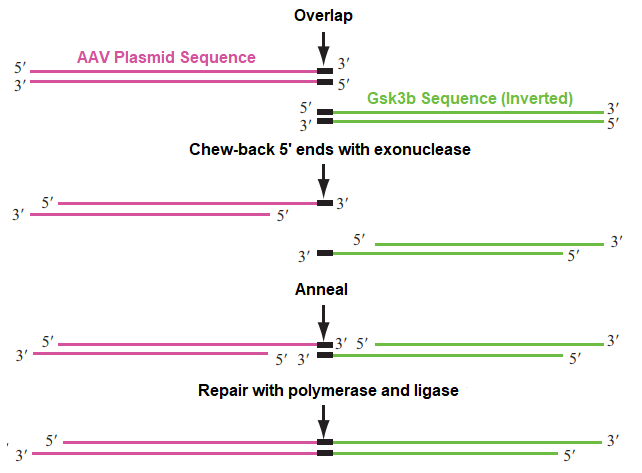 Overlap
AAV Plasmid Sequence
5′ 3′
3′ 5′
Gsk3b Sequence (Inverted)
5′ 3′
3′ 5′
Chew-back 5' ends with exonuclease
5′ 3′
3′ 5′
5′ 3′
3′ 5′
Anneal
5′ 3′ 5′ 3′
3′ 5′ 3′ 5′
Repair with polymerase and ligase
5′ 3′
3′ 5′